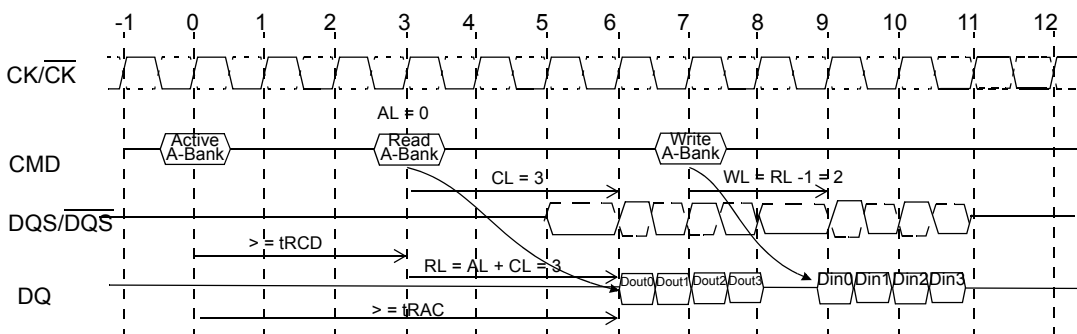 -1 0 1 2 3 4 5 6 7 8 9 10 11 12
CK/CK
AL = 0
CMD
Active
A-Bank
Read
A-Bank
Write
A-Bank
CL = 3
WL = RL -1 = 2
DQS/DQS
> = tRCD
RL = AL + CL = 3
DQ
Dout0 Dout1 Dout2 Dout3
Din0 Din1 Din2 Din3
> = tRAC